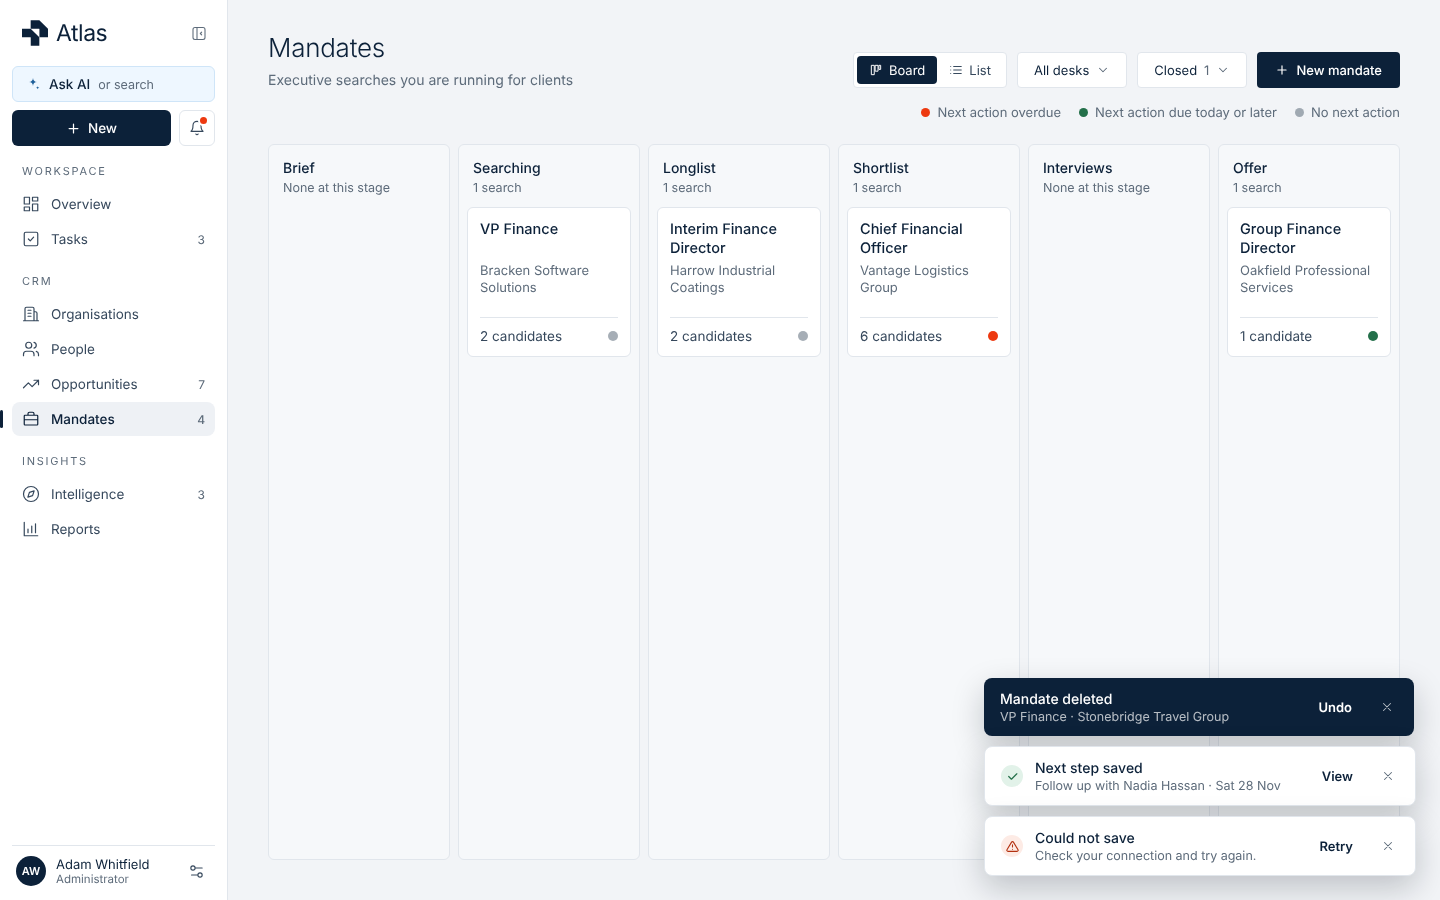 Atlas
Ask AI or search
New
WORKSPACE
Overview
Tasks 3
CRM
Organisations
People
Opportunities 7
Mandates 4
INSIGHTS
Intelligence 3
Reports
AW
Adam Whitfield
Administrator
Mandates
Executive searches you are running for clients
Board
List
All desks
Closed 1
New mandate
Next action overdue
Next action due today or later
No next action
Brief
None at this stage
Searching
1 search
VP Finance
Bracken Software
Solutions
2 candidates
Longlist
1 search
Interim Finance
Director
Harrow Industrial
Coatings
2 candidates
Shortlist
1 search
Chief Financial
Officer
Vantage Logistics
Group
6 candidates
Interviews
None at this stage
Offer
1 search
Group Finance
Director
Oakfield Professional
Services
1 candidate
Mandate deleted
VP Finance · Stonebridge Travel Group
Undo
Next step saved
Follow up with Nadia Hassan · Sat 28 Nov
View
Could not save
Check your connection and try again.
Retry